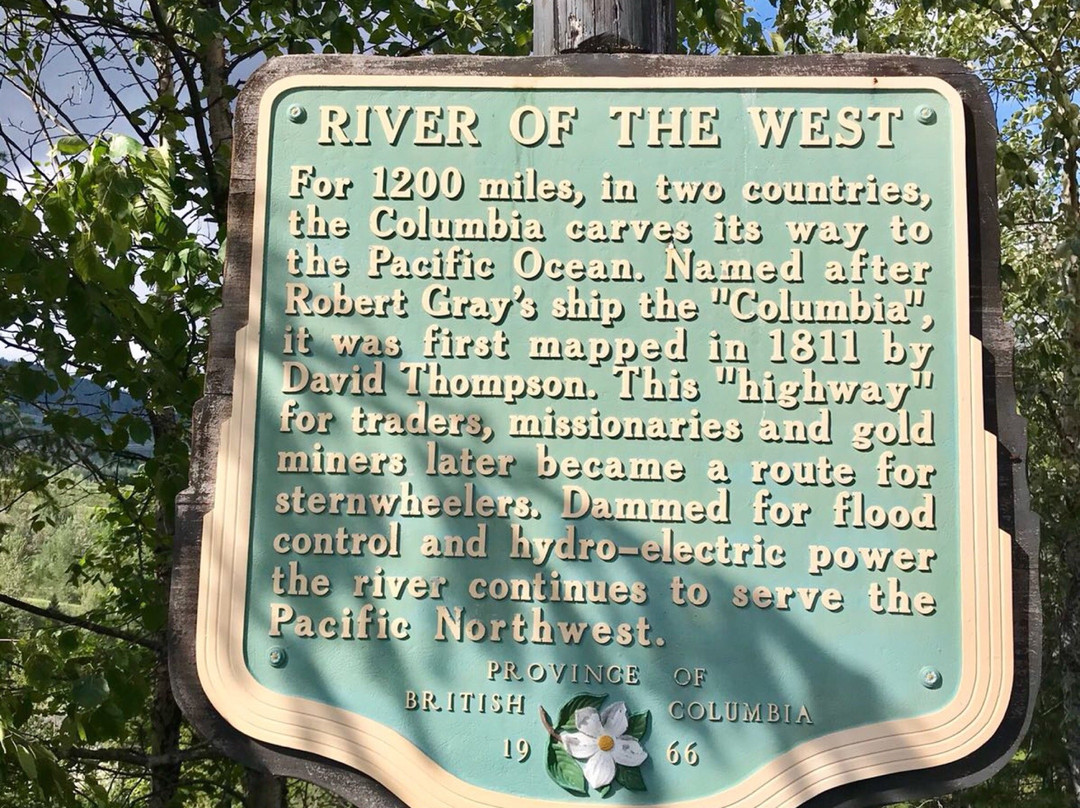 RIVER OF THE WEST
For 1200 miles, in two countries,
the Columbia carves its way to
the Pacific Ocean. Named after
Robert Gray's ship the "Columbia",
it was first mapped in 1811 by
David Thompson. This "highway"
for traders, missionaries and gold
miners later became a route for
sternwheelers. Dammed for flood
control and hydro-electric power
the river continues to serve the
Pacific Northwest.
PROVINCE OF
BRITISH COLUMBIA
19 66